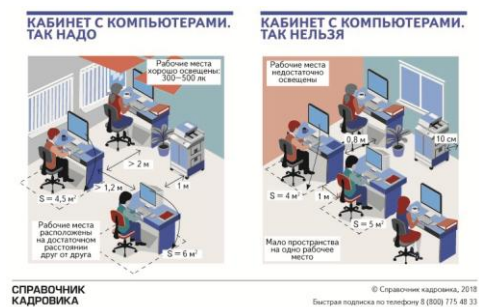 КАБИНЕТ С КОМПЬЮТЕРАМИ.
ТАК НАДО
Рабочие места
хорошо освещены:
300—500 лк
> 2 м
> 1,2 м
1 м
S = 4,5 м²
S = 6 м²
Рабочие места
расположены
на достаточном
расстоянии
друг от друга
КАБИНЕТ С КОМПЬЮТЕРАМИ.
ТАК НЕЛЬЗЯ
Рабочие места
недостаточно
освещены
0,8 м
10 см
S = 4 м²
1 м
S = 5 м²
Мало пространства
на одно рабочее
место
СПРАВОЧНИК
КАДРОВИКА
© Справочник кадровика, 2018
Быстрая подписка по телефону 8 (800) 775 48 33